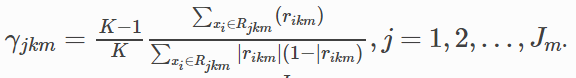 γ_{jkm} = \frac{K-1}{K} \frac{\sum_{x_i \in R_{jkm}} (r_{ikm})}{\sum_{x_i \in R_{jkm}} |r_{ikm}|(1-|r_{ikm})}, j = 1, 2, \ldots, J_m.